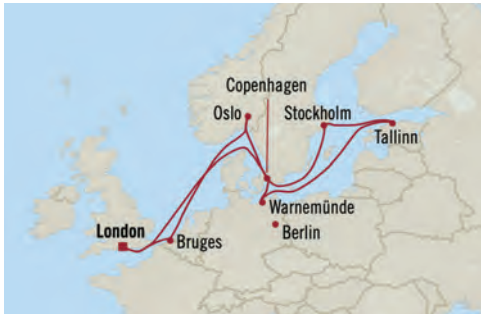 Copenhagen
Oslo
Stockholm
Tallinn
Warnemünde
Berlin
London
Bruges